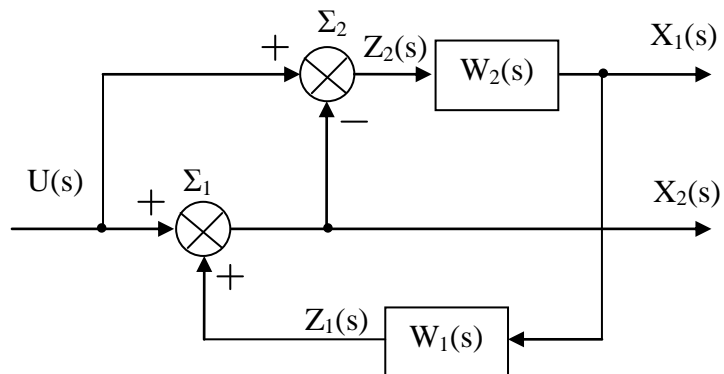 Σ₂
+
Z₂(s)
W₂(s)
X₁(s)
−
U(s)
+
Σ₁
X₂(s)
+
Z₁(s)
W₁(s)